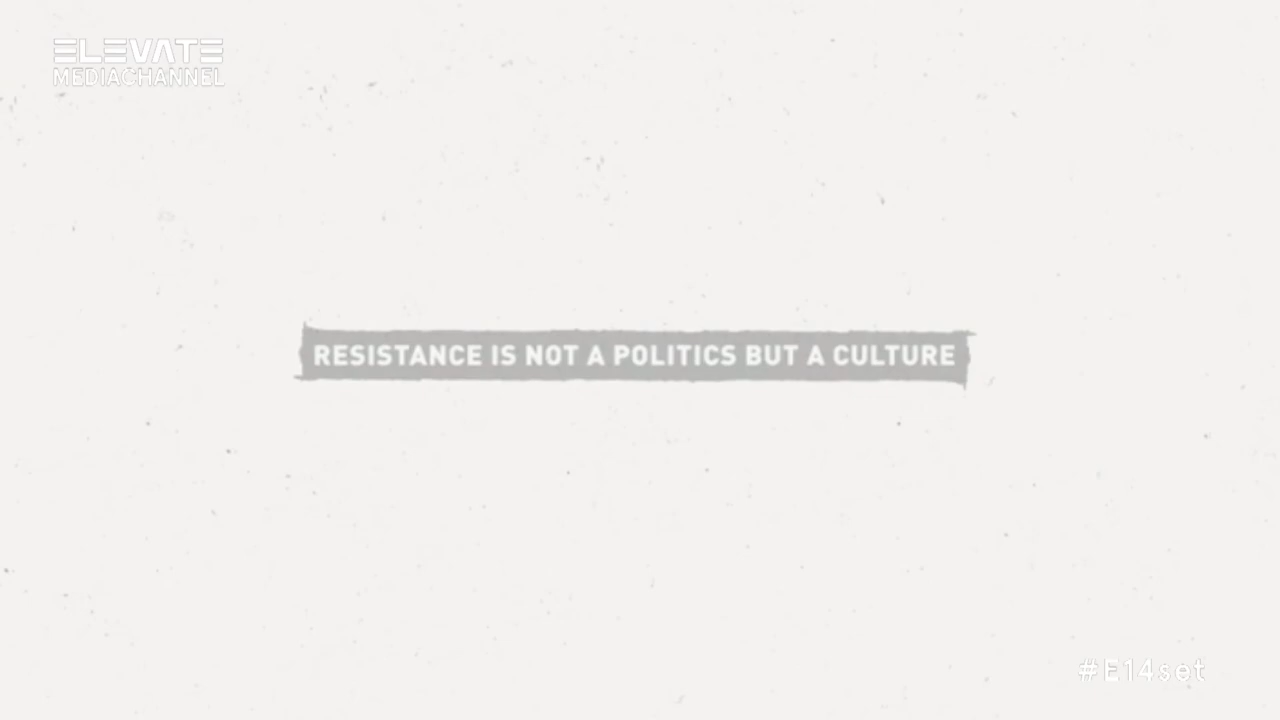 ELEVATE
MEDIACHANNEL
RESISTANCE IS NOT A POLITICS BUT A CULTURE
#E14set